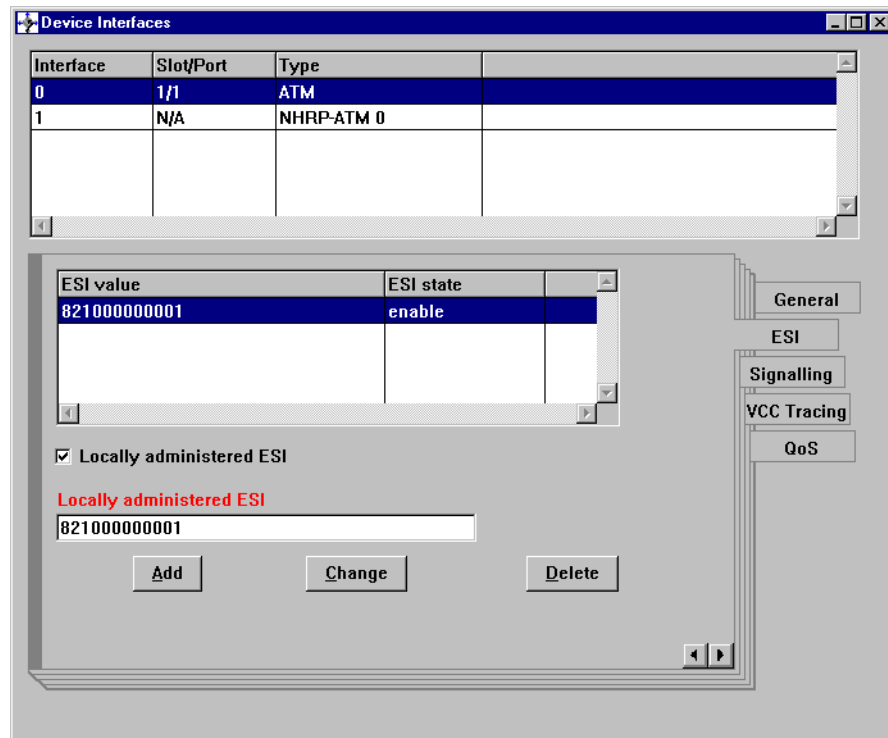 Device Interfaces
Interface Slot/Port Type
0 1/1 ATM
1 N/A NHRP-ATM 0
ESI value ESI state
821000000001 enable
General
ESI
Signalling
VCC Tracing
QoS
Locally administered ESI
Locally administered ESI
821000000001
Add Change Delete